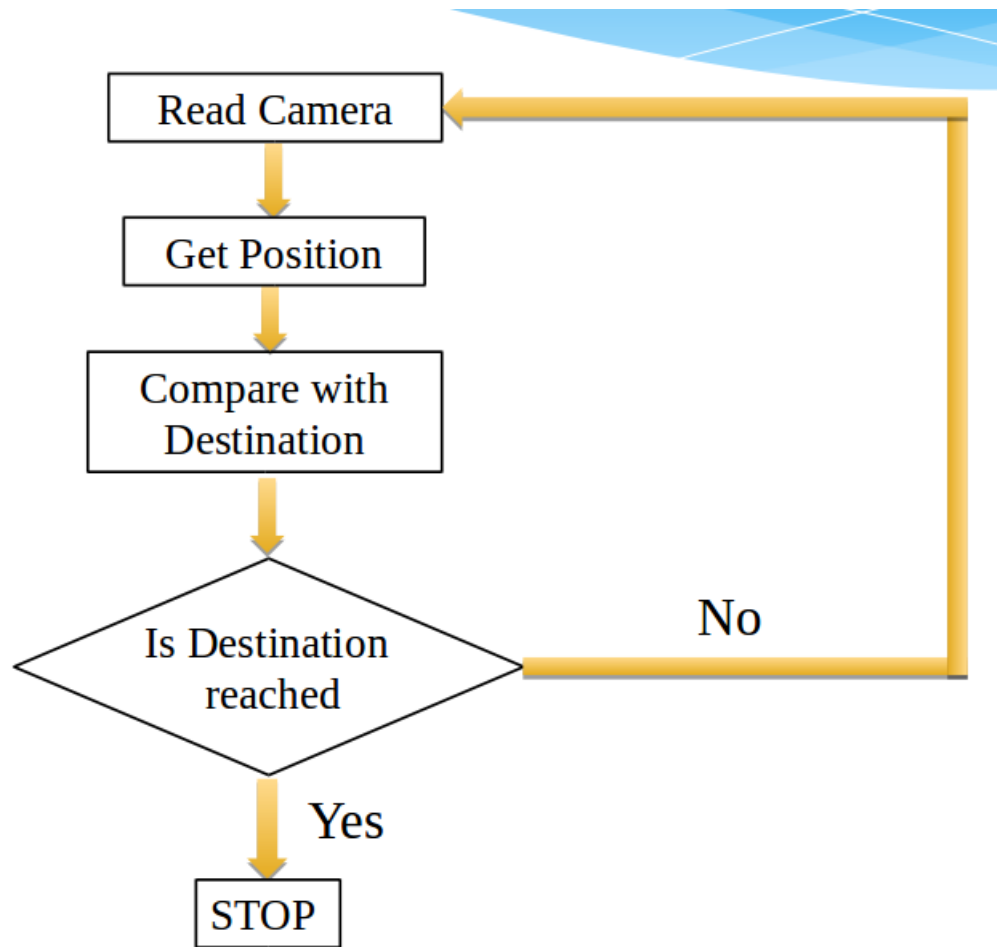 Read Camera
Get Position
Compare with
Destination
Is Destination
reached
No
Yes
STOP